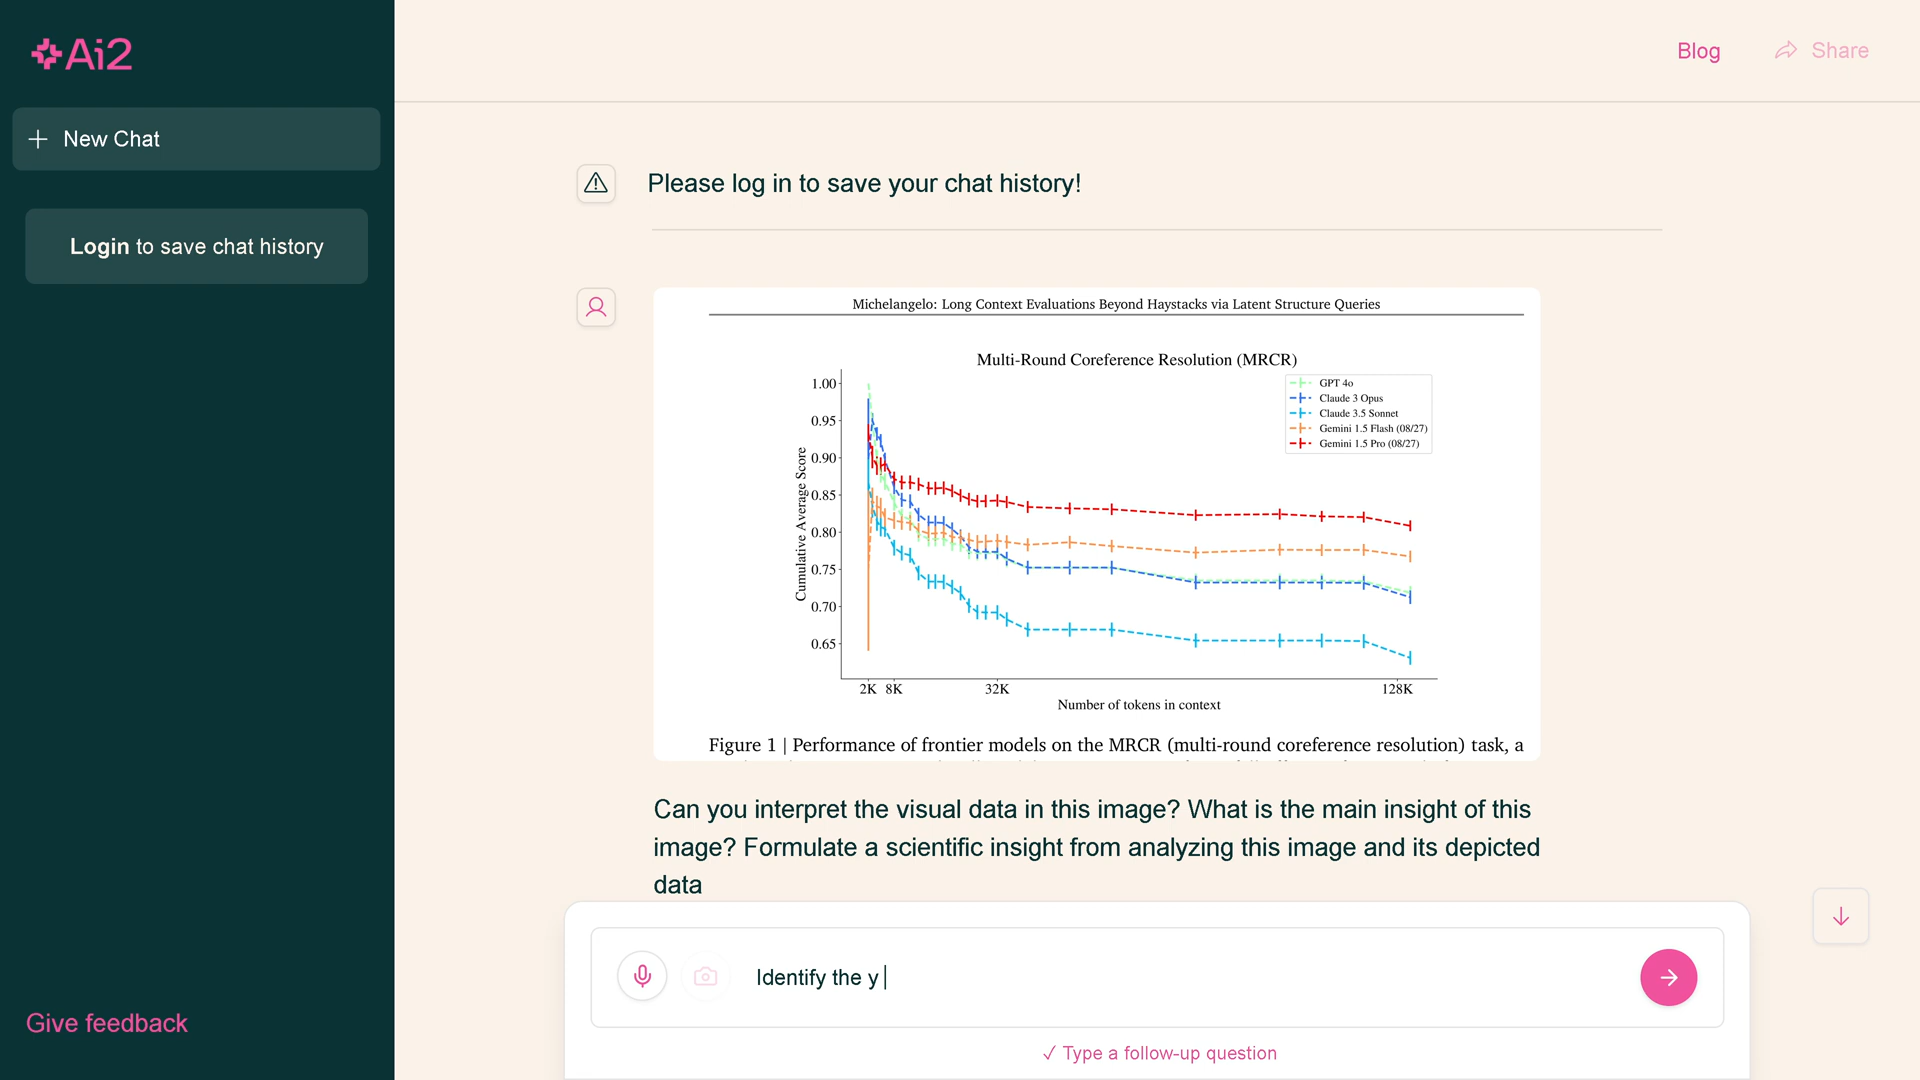 Ai2
Blog
Share
New Chat
Login to save chat history
Please log in to save your chat history!
Michelangelo: Long Context Evaluations Beyond Haystacks via Latent Structure Queries
Multi-Round Coreference Resolution (MRCR)
GPT 4o
Claude 3 Opus
Claude 3.5 Sonnet
Gemini 1.5 Flash (08/27)
Gemini 1.5 Pro (08/27)
Cumulative Average Score
1.00
0.95
0.90
0.85
0.80
0.75
0.70
0.65
2K 8K 32K 128K
Number of tokens in context
Figure 1 | Performance of frontier models on the MRCR (multi-round coreference resolution) task, a
Can you interpret the visual data in this image? What is the main insight of this
image? Formulate a scientific insight from analyzing this image and its depicted
data
Identify the y
Type a follow-up question
Give feedback